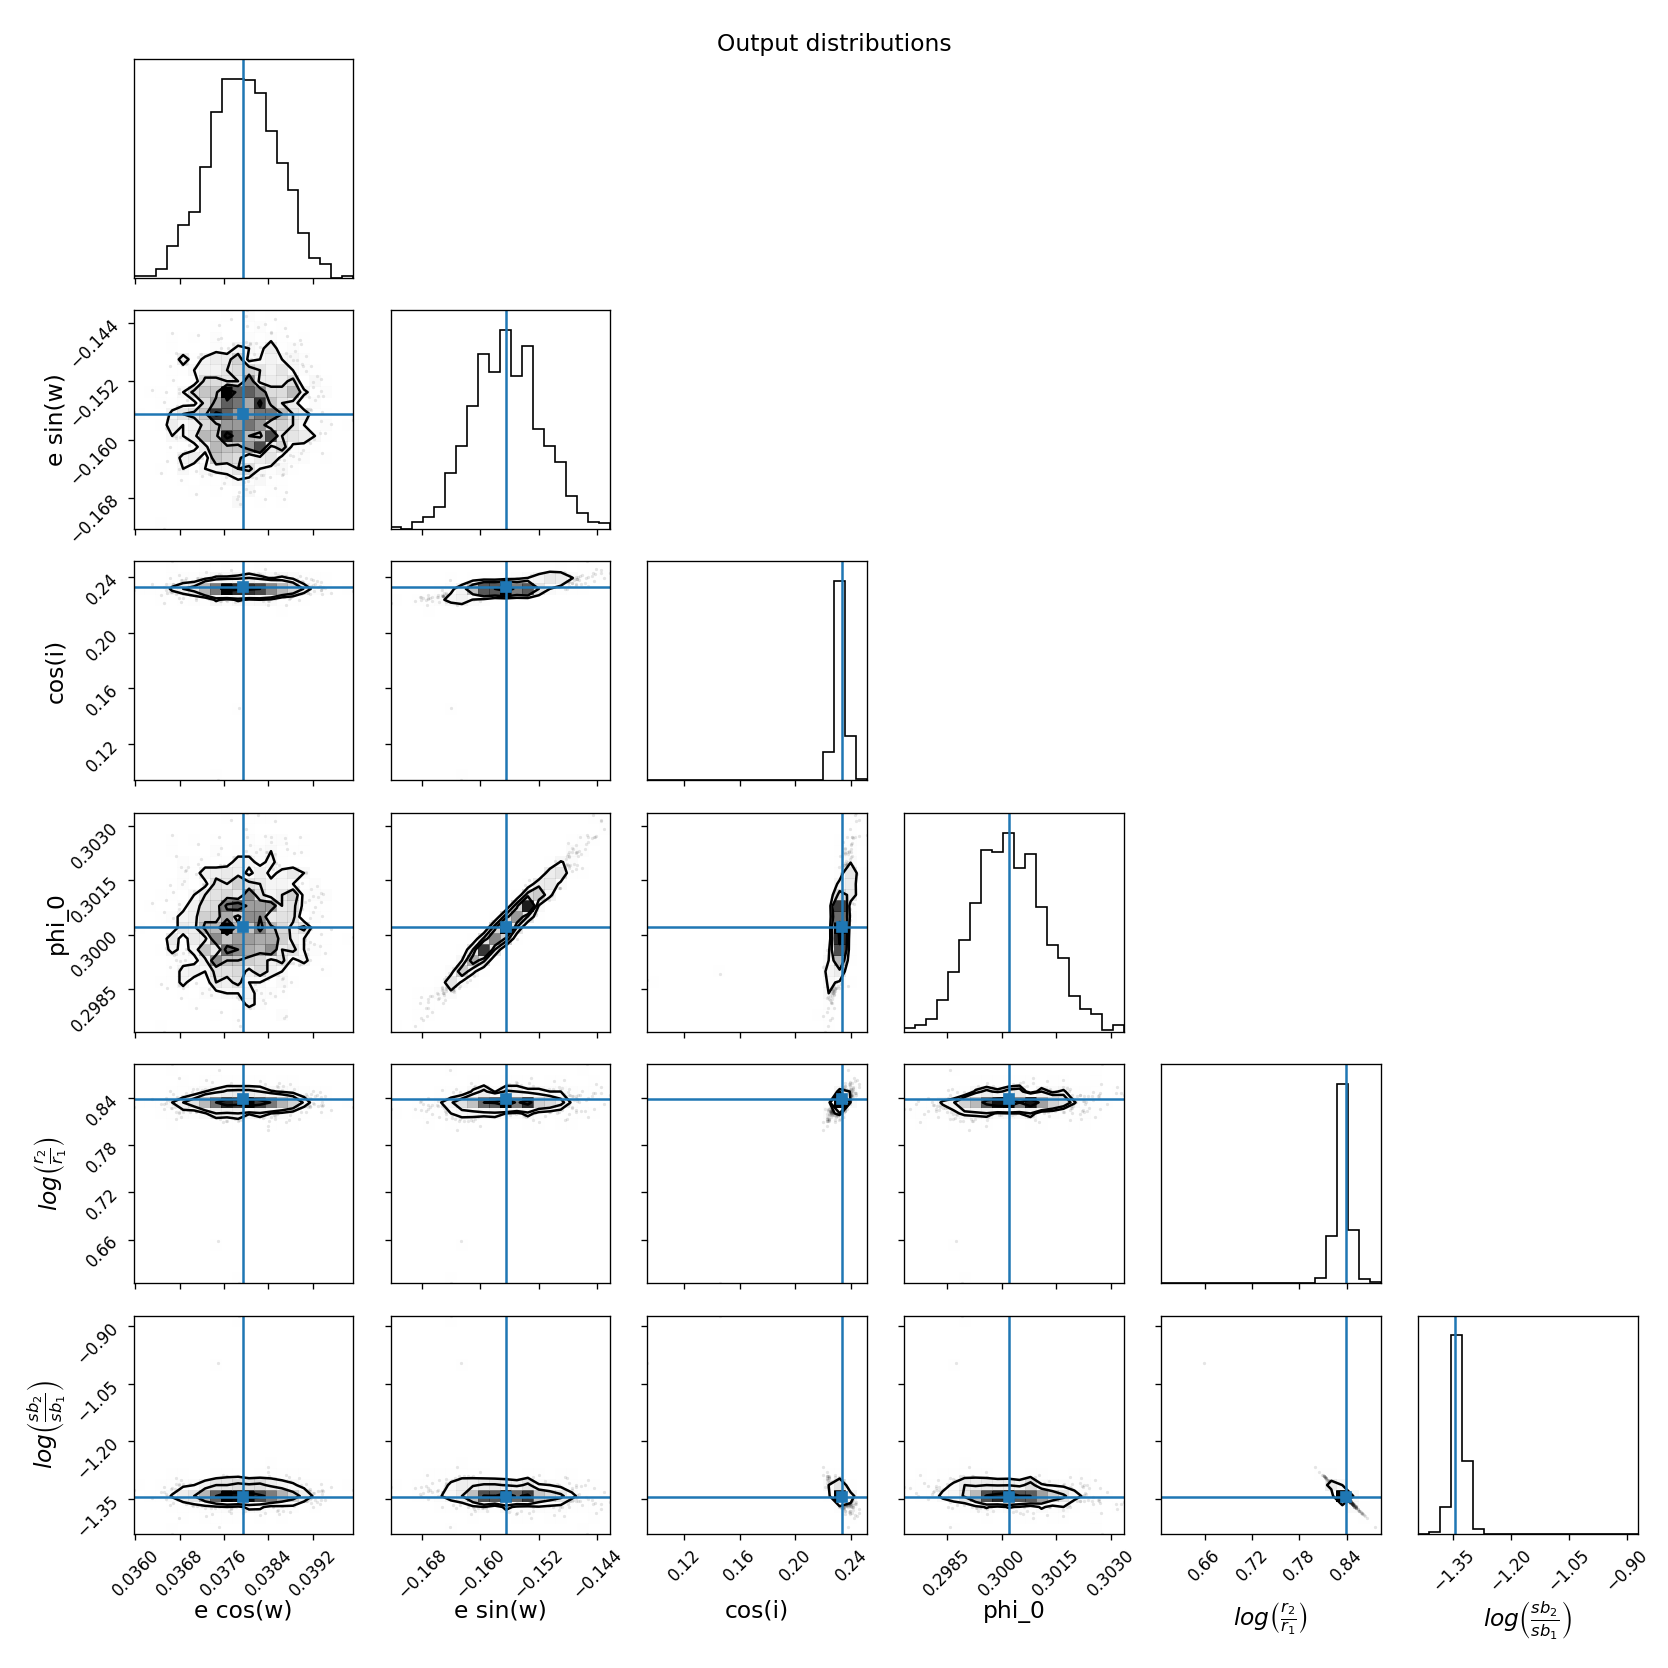 Output distributions
e sin(w)
−0.144
−0.152
−0.160
−0.168
cos(i)
0.24
0.20
0.16
0.12
phi_0
0.3030
0.3015
0.3000
0.2985
log(r₂/r₁)
0.84
0.78
0.72
0.66
log(sb₂/sb₁)
−0.90
−1.05
−1.20
−1.35
0.0360 0.0368 0.0376 0.0384 0.0392
−0.168 −0.160 −0.152 −0.144
0.12 0.16 0.20 0.24
0.2985 0.3000 0.3015 0.3030
0.66 0.72 0.78 0.84
−1.35 −1.20 −1.05 −0.90
e cos(w)
e sin(w)
cos(i)
phi_0
log(r₂/r₁)
log(sb₂/sb₁)